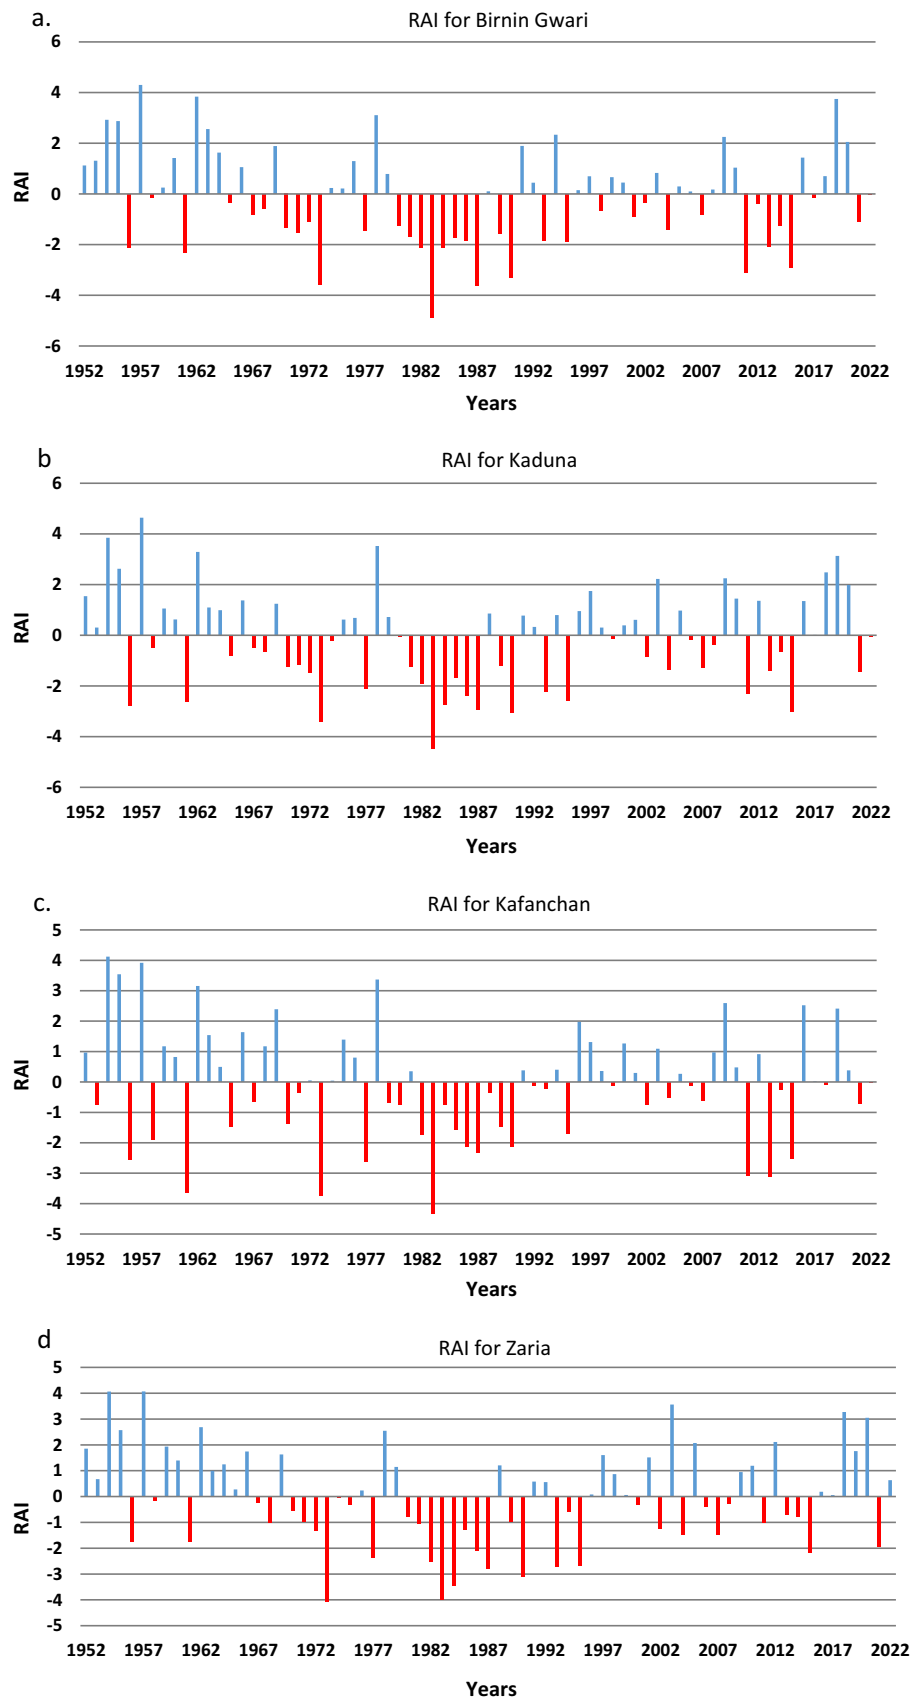 a.
RAI for Birnin Gwari
6
4
2
0
-2
-4
-6
RAI
1952 1957 1962 1967 1972 1977 1982 1987 1992 1997 2002 2007 2012 2017 2022
Years
b
RAI for Kaduna
6
4
2
0
-2
-4
-6
RAI
1952 1957 1962 1967 1972 1977 1982 1987 1992 1997 2002 2007 2012 2017 2022
Years
c.
RAI for Kafanchan
5
4
3
2
1
0
-1
-2
-3
-4
-5
RAI
1952 1957 1962 1967 1972 1977 1982 1987 1992 1997 2002 2007 2012 2017 2022
Years
d
RAI for Zaria
5
4
3
2
1
0
-1
-2
-3
-4
-5
RAI
1952 1957 1962 1967 1972 1977 1982 1987 1992 1997 2002 2007 2012 2017 2022
Years